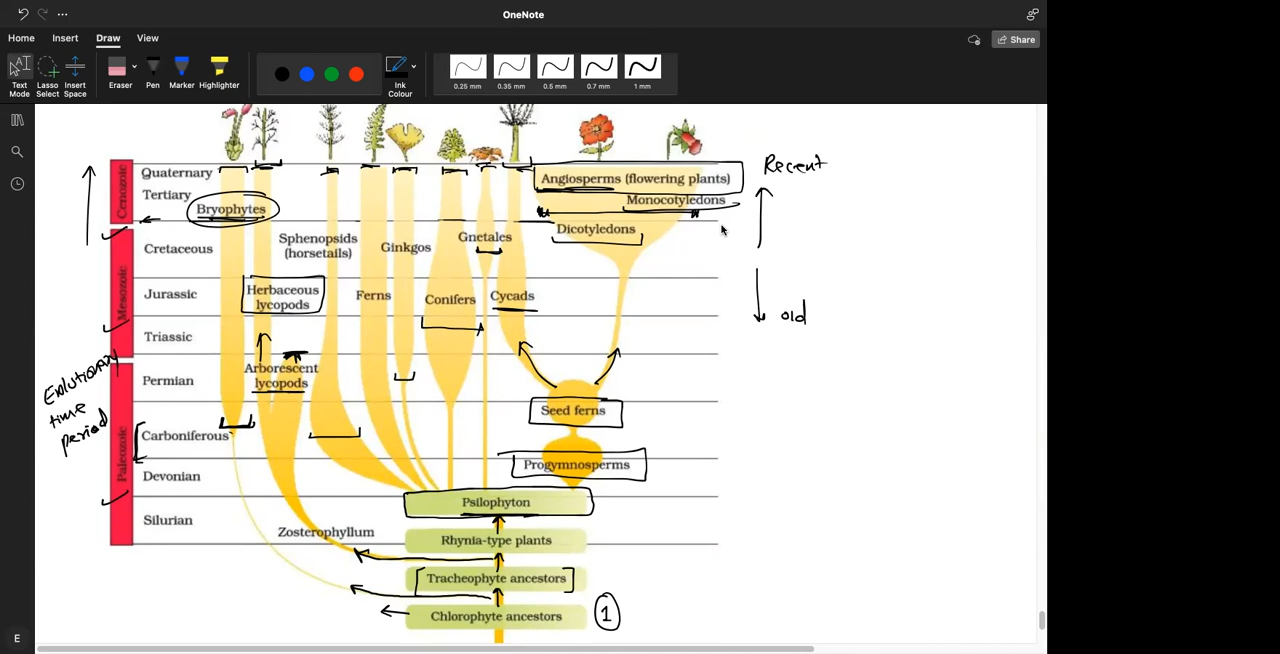 OneNote
Home Insert Draw View
Share
Text Mode
Lasso Select
Insert Space
Eraser
Pen
Marker
Highlighter
Ink Colour
0.25 mm
0.35 mm
0.5 mm
0.7 mm
1 mm
Recent
old
Evolutionary
time
period
Cenozoic
Mesozoic
Paleozoic
Quaternary
Tertiary
Cretaceous
Jurassic
Triassic
Permian
Carboniferous
Devonian
Silurian
Angiosperms (flowering plants)
Monocotyledons
Bryophytes
Dicotyledons
Sphenopsids
(horsetails)
Ginkgos
Gnetales
Herbaceous
lycopods
Ferns
Conifers
Cycads
Arborescent
lycopods
Seed ferns
Progymnosperms
Psilophyton
Zosterophyllum
Rhynia-type plants
Tracheophyte ancestors
Chlorophyte ancestors
1
E